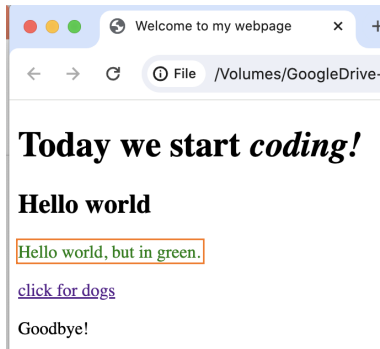 Welcome to my webpage
File /Volumes/GoogleDrive-
Today we start coding!
Hello world
Hello world, but in green.
click for dogs
Goodbye!